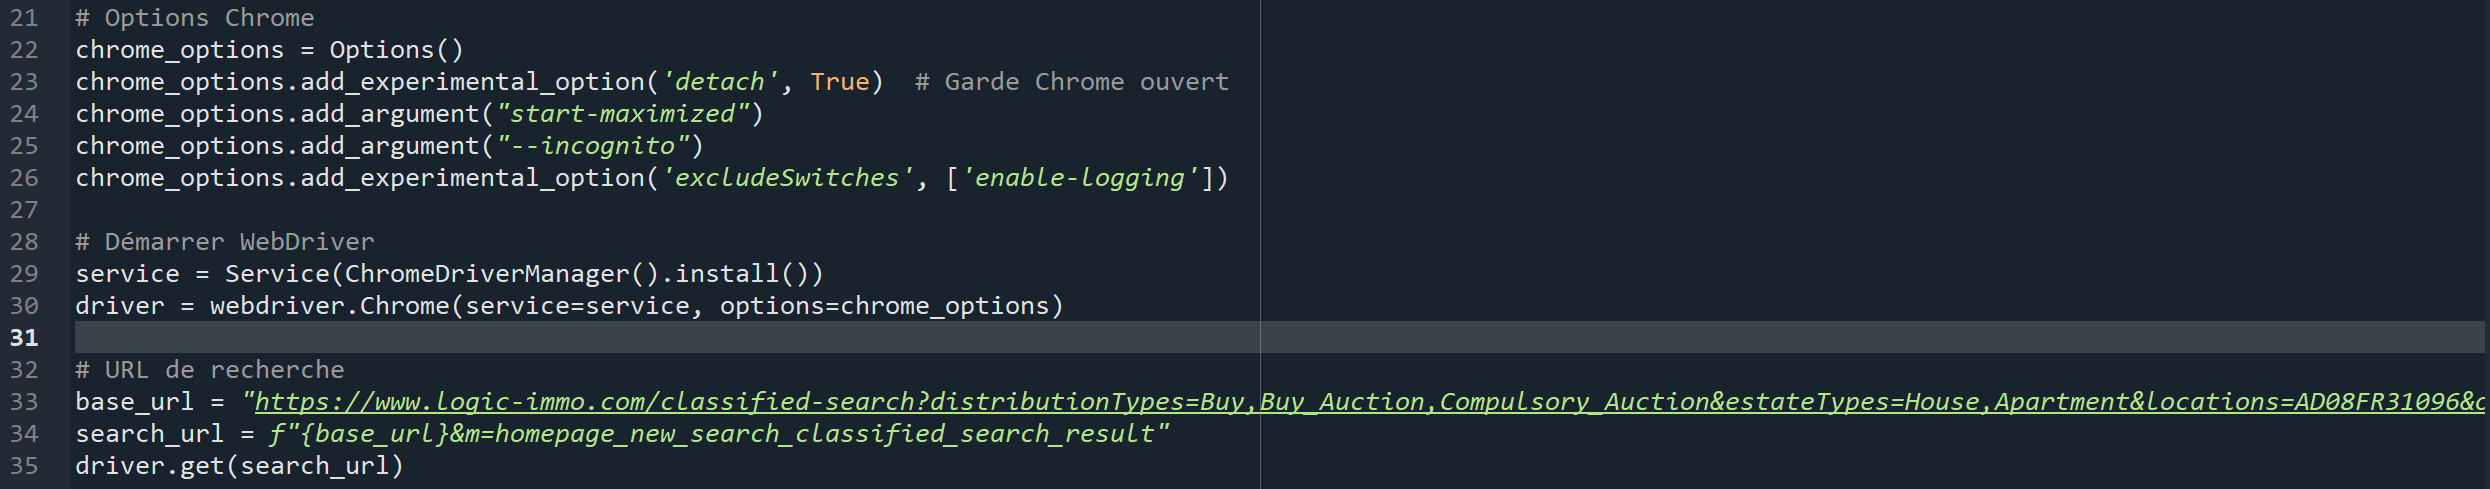 21 # Options Chrome
22 chrome_options = Options()
23 chrome_options.add_experimental_option('detach', True)  # Garde Chrome ouvert
24 chrome_options.add_argument("start-maximized")
25 chrome_options.add_argument("--incognito")
26 chrome_options.add_experimental_option('excludeSwitches', ['enable-logging'])
27
28 # Démarrer WebDriver
29 service = Service(ChromeDriverManager().install())
30 driver = webdriver.Chrome(service=service, options=chrome_options)
31
32 # URL de recherche
33 base_url = "https://www.logic-immo.com/classified-search?distributionTypes=Buy,Buy_Auction,Compulsory_Auction&estateTypes=House,Apartment&locations=AD08FR31096&
34 search_url = f"{base_url}&m=homepage_new_search_classified_search_result"
35 driver.get(search_url)